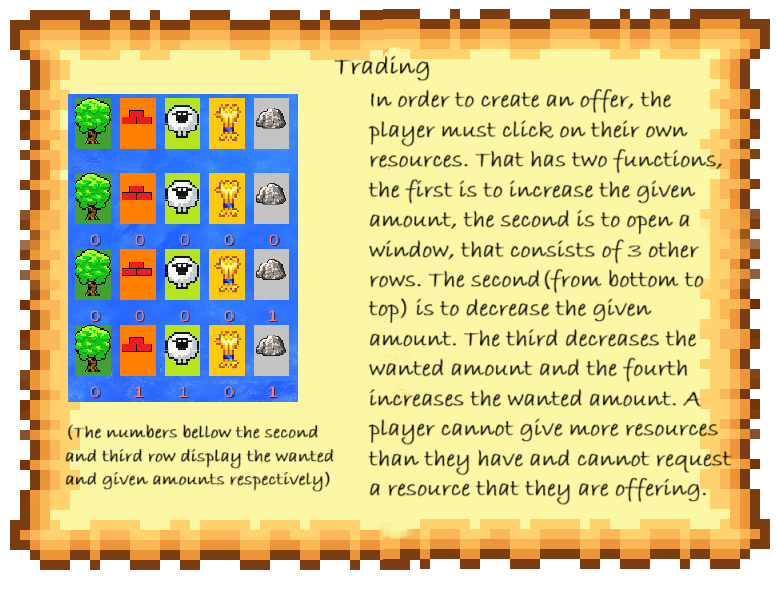 Trading
0 0 0 0 0
0 0 0 0 1
0 1 1 0 1
(The numbers bellow the second
and third row display the wanted
and given amounts respectively)
In order to create an offer, the
player must click on their own
resources. That has two functions,
the first is to increase the given
amount, the second is to open a
window, that consists of 3 other
rows. The second (from bottom to
top) is to decrease the given
amount. The third decreases the
wanted amount and the fourth
increases the wanted amount. A
player cannot give more resources
than they have and cannot request
a resource that they are offering.